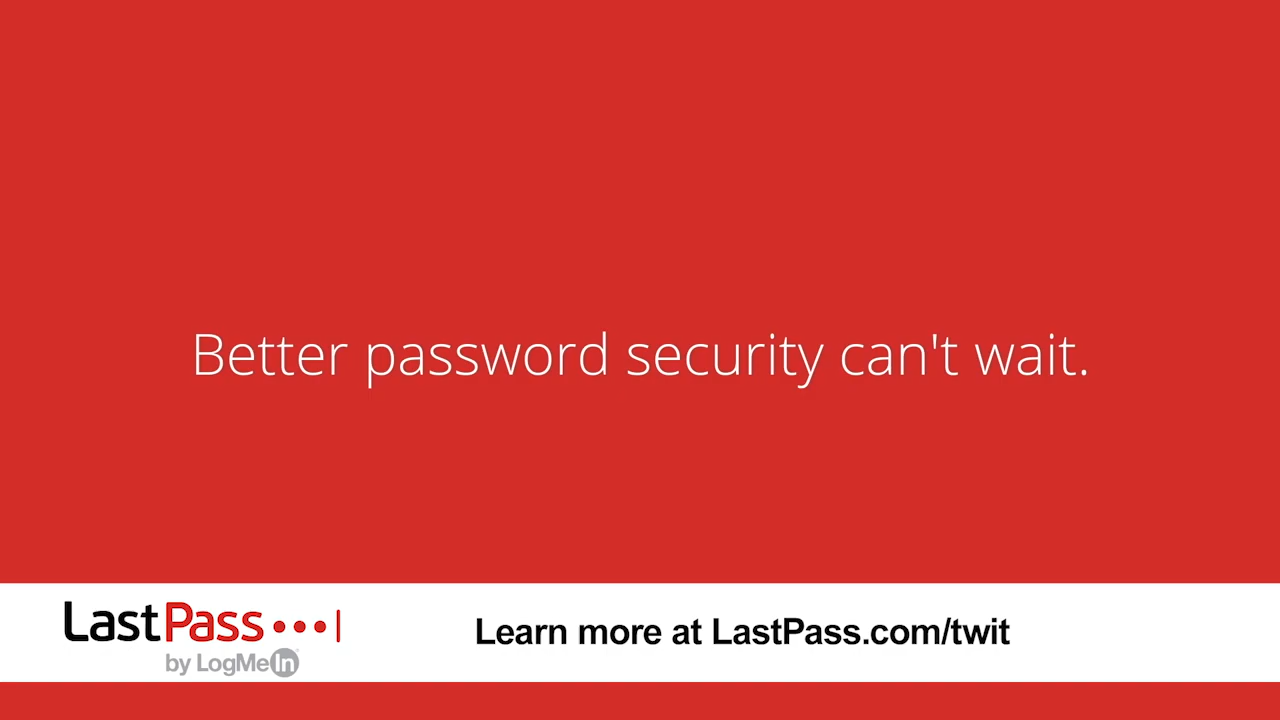 Better password security can't wait.
LastPass
by LogMeIn
Learn more at LastPass.com/twit